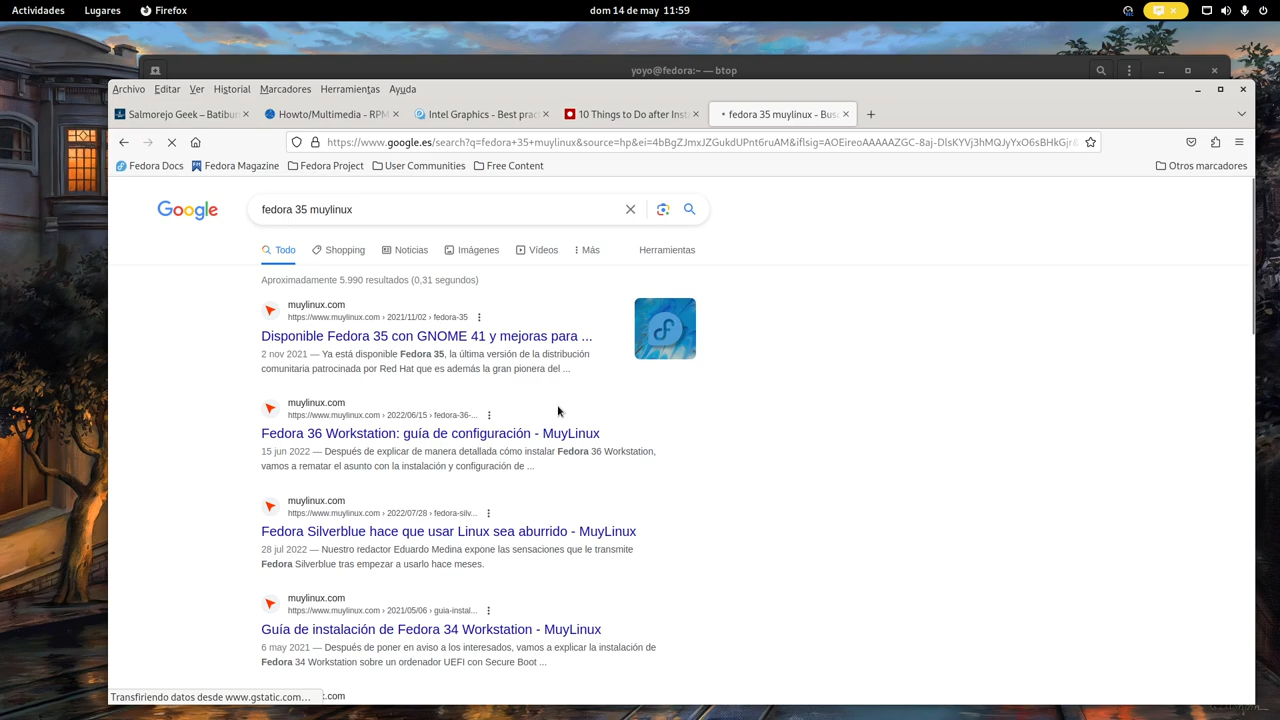 Actividades Lugares Firefox dom 14 de may 11:59
yoyo@fedora:~ — btop
Archivo Editar Ver Historial Marcadores Herramientas Ayuda
Salmorejo Geek – Batibur Howto/Multimedia - RPM Intel Graphics - Best prac 10 Things to Do after Inst fedora 35 muylinux - Bus
https://www.google.es/search?q=fedora+35+muylinux&source=hp&ei=4bBgZJmxJZGukdUPnt6ruAM&iflsig=AOEireoAAAAAZGC-8aj-DlsKYVj3hMQJyYxO6sBHkGjr
Fedora Docs Fedora Magazine Fedora Project User Communities Free Content Otros marcadores
Google fedora 35 muylinux
Todo Shopping Noticias Imágenes Vídeos Más Herramientas
Aproximadamente 5.990 resultados (0,31 segundos)
muylinux.com
https://www.muylinux.com › 2021/11/02 › fedora-35
Disponible Fedora 35 con GNOME 41 y mejoras para ...
2 nov 2021 — Ya está disponible Fedora 35, la última versión de la distribución
comunitaria patrocinada por Red Hat que es además la gran pionera del ...
muylinux.com
https://www.muylinux.com › 2022/06/15 › fedora-36-...
Fedora 36 Workstation: guía de configuración - MuyLinux
15 jun 2022 — Después de explicar de manera detallada cómo instalar Fedora 36 Workstation,
vamos a rematar el asunto con la instalación y configuración de ...
muylinux.com
https://www.muylinux.com › 2022/07/28 › fedora-silv...
Fedora Silverblue hace que usar Linux sea aburrido - MuyLinux
28 jul 2022 — Nuestro redactor Eduardo Medina expone las sensaciones que le transmite
Fedora Silverblue tras empezar a usarlo hace meses.
muylinux.com
https://www.muylinux.com › 2021/05/06 › guia-instal...
Guía de instalación de Fedora 34 Workstation - MuyLinux
6 may 2021 — Después de poner en aviso a los interesados, vamos a explicar la instalación de
Fedora 34 Workstation sobre un ordenador UEFI con Secure Boot ...
Transfiriendo datos desde www.gstatic.com... .com